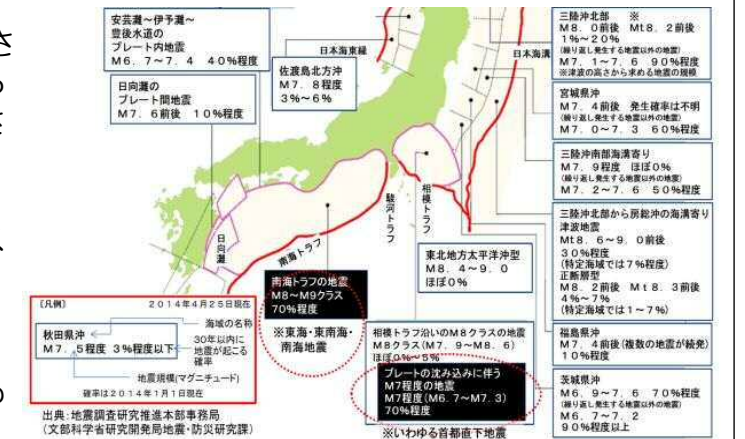 安芸灘～伊予灘～
豊後水道の
プレート内地震
M6.7～7.4 40%程度
日向灘の
プレート間地震
M7.6前後 10%程度
日本海東縁
佐渡島北方沖
M7.8程度
3%～6%
日本海溝
三陸沖北部 ※
M8.0前後 Mt8.2前後
1%～20%
(繰り返し発生する地震以外の地震)
M7.1～7.6 90%程度
※津波の高さから求める地震の規模
宮城県沖
M7.4前後 発生確率は不明
(繰り返し発生する地震以外の地震)
M7.0～7.3 60%程度
三陸沖南部海溝寄り
M7.9程度 ほぼ0%
(繰り返し発生する地震以外の地震)
M7.2～7.6 50%程度
三陸沖北部から房総沖の海溝寄り
津波地震
Mt8.6～9.0前後
30%程度
(特定海域では7%程度)
正断層型
M8.2前後 Mt8.3前後
4%～7%
(特定海域では1～7%)
福島県沖
M7.4前後(複数の地震が続発)
10%程度
茨城県沖
M6.9～7.6 70%程度
(繰り返し発生する地震以外の地震)
M6.7～7.2
90%程度以上
日向灘
南海トラフ
駿河トラフ
相模トラフ
東北地方太平洋沖型
M8.4～9.0
ほぼ0%
南海トラフの地震
M8～M9クラス
70%程度
※東海・東南海・
南海地震
相模トラフ沿いのM8クラスの地震
M8クラス(M7.9～M8.6)
ほぼ0%～5%
プレートの沈み込みに伴う
M7程度の地震
M7程度(M6.7～M7.3)
70%程度
※いわゆる首都直下地震
〔凡例〕 2014年4月25日現在
海域の名称
秋田県沖
M7.5程度 3%程度以下
30年以内に
地震が起こる
確率
地震規模(マグニチュード)
確率は2014年1月1日現在
出典:地震調査研究推進本部事務局
(文部科学省研究開発局地震・防災研究課)